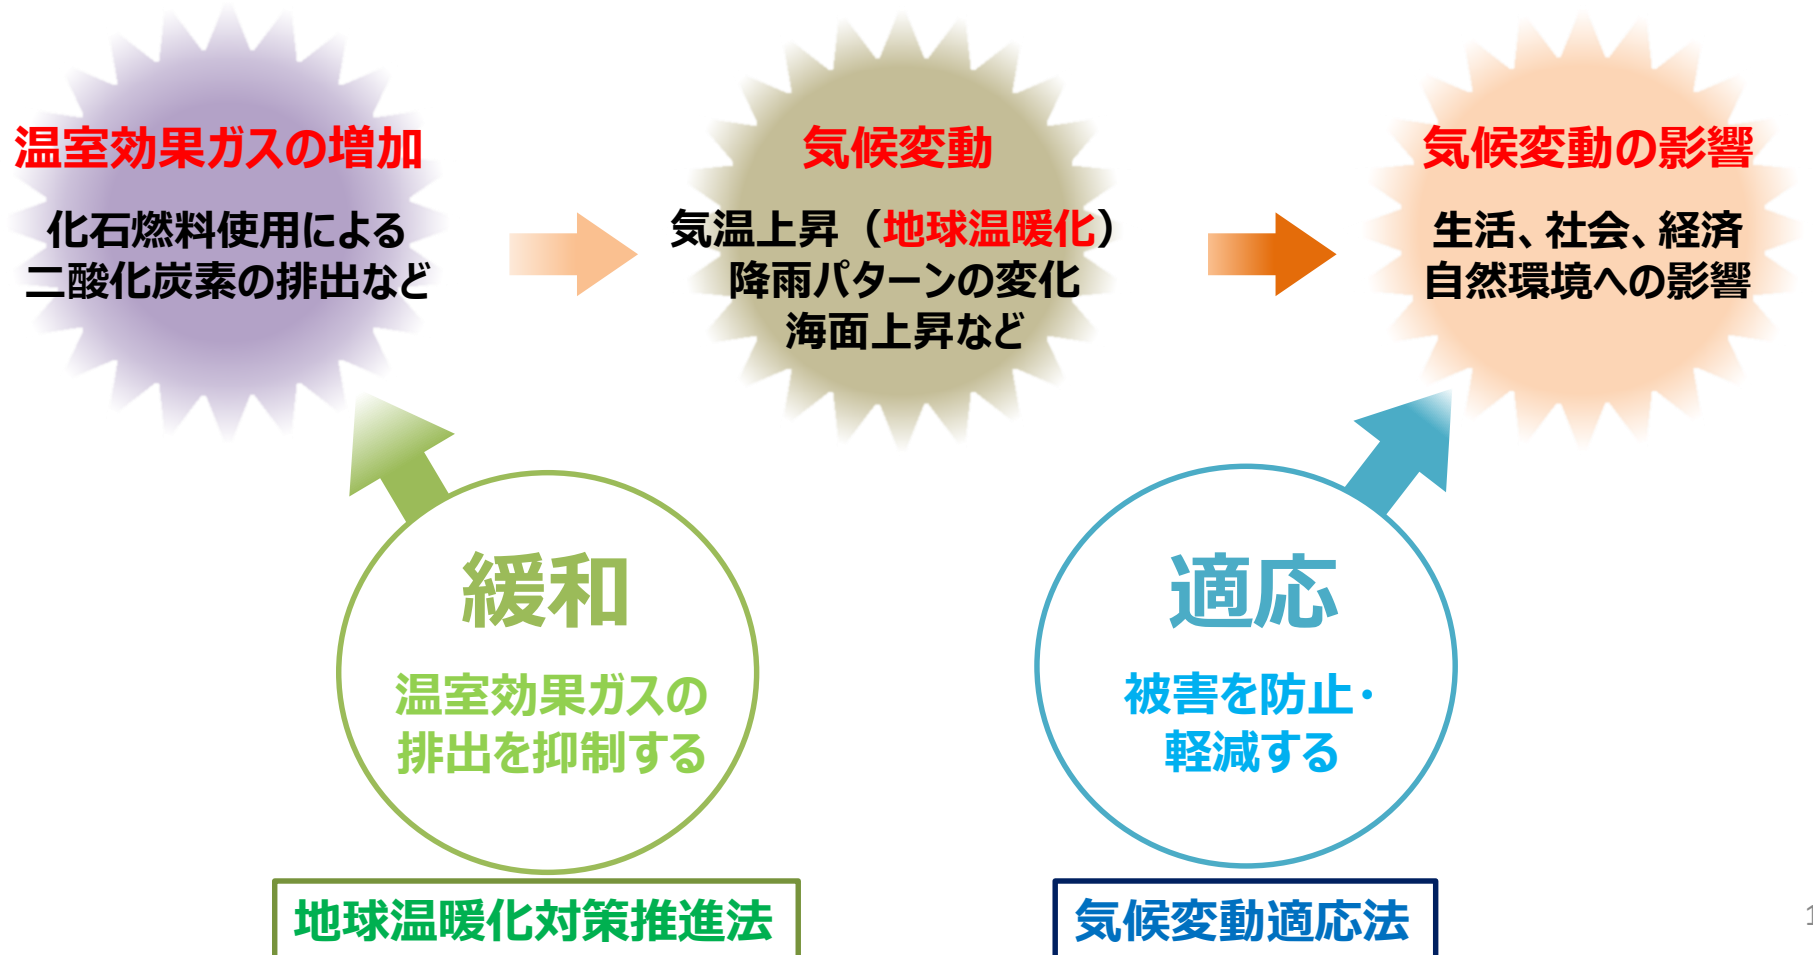 温室効果ガスの増加
化石燃料使用による
二酸化炭素の排出など
気候変動
気温上昇（地球温暖化）
降雨パターンの変化
海面上昇など
気候変動の影響
生活、社会、経済
自然環境への影響
緩和
温室効果ガスの
排出を抑制する
適応
被害を防止・
軽減する
地球温暖化対策推進法
気候変動適応法
1